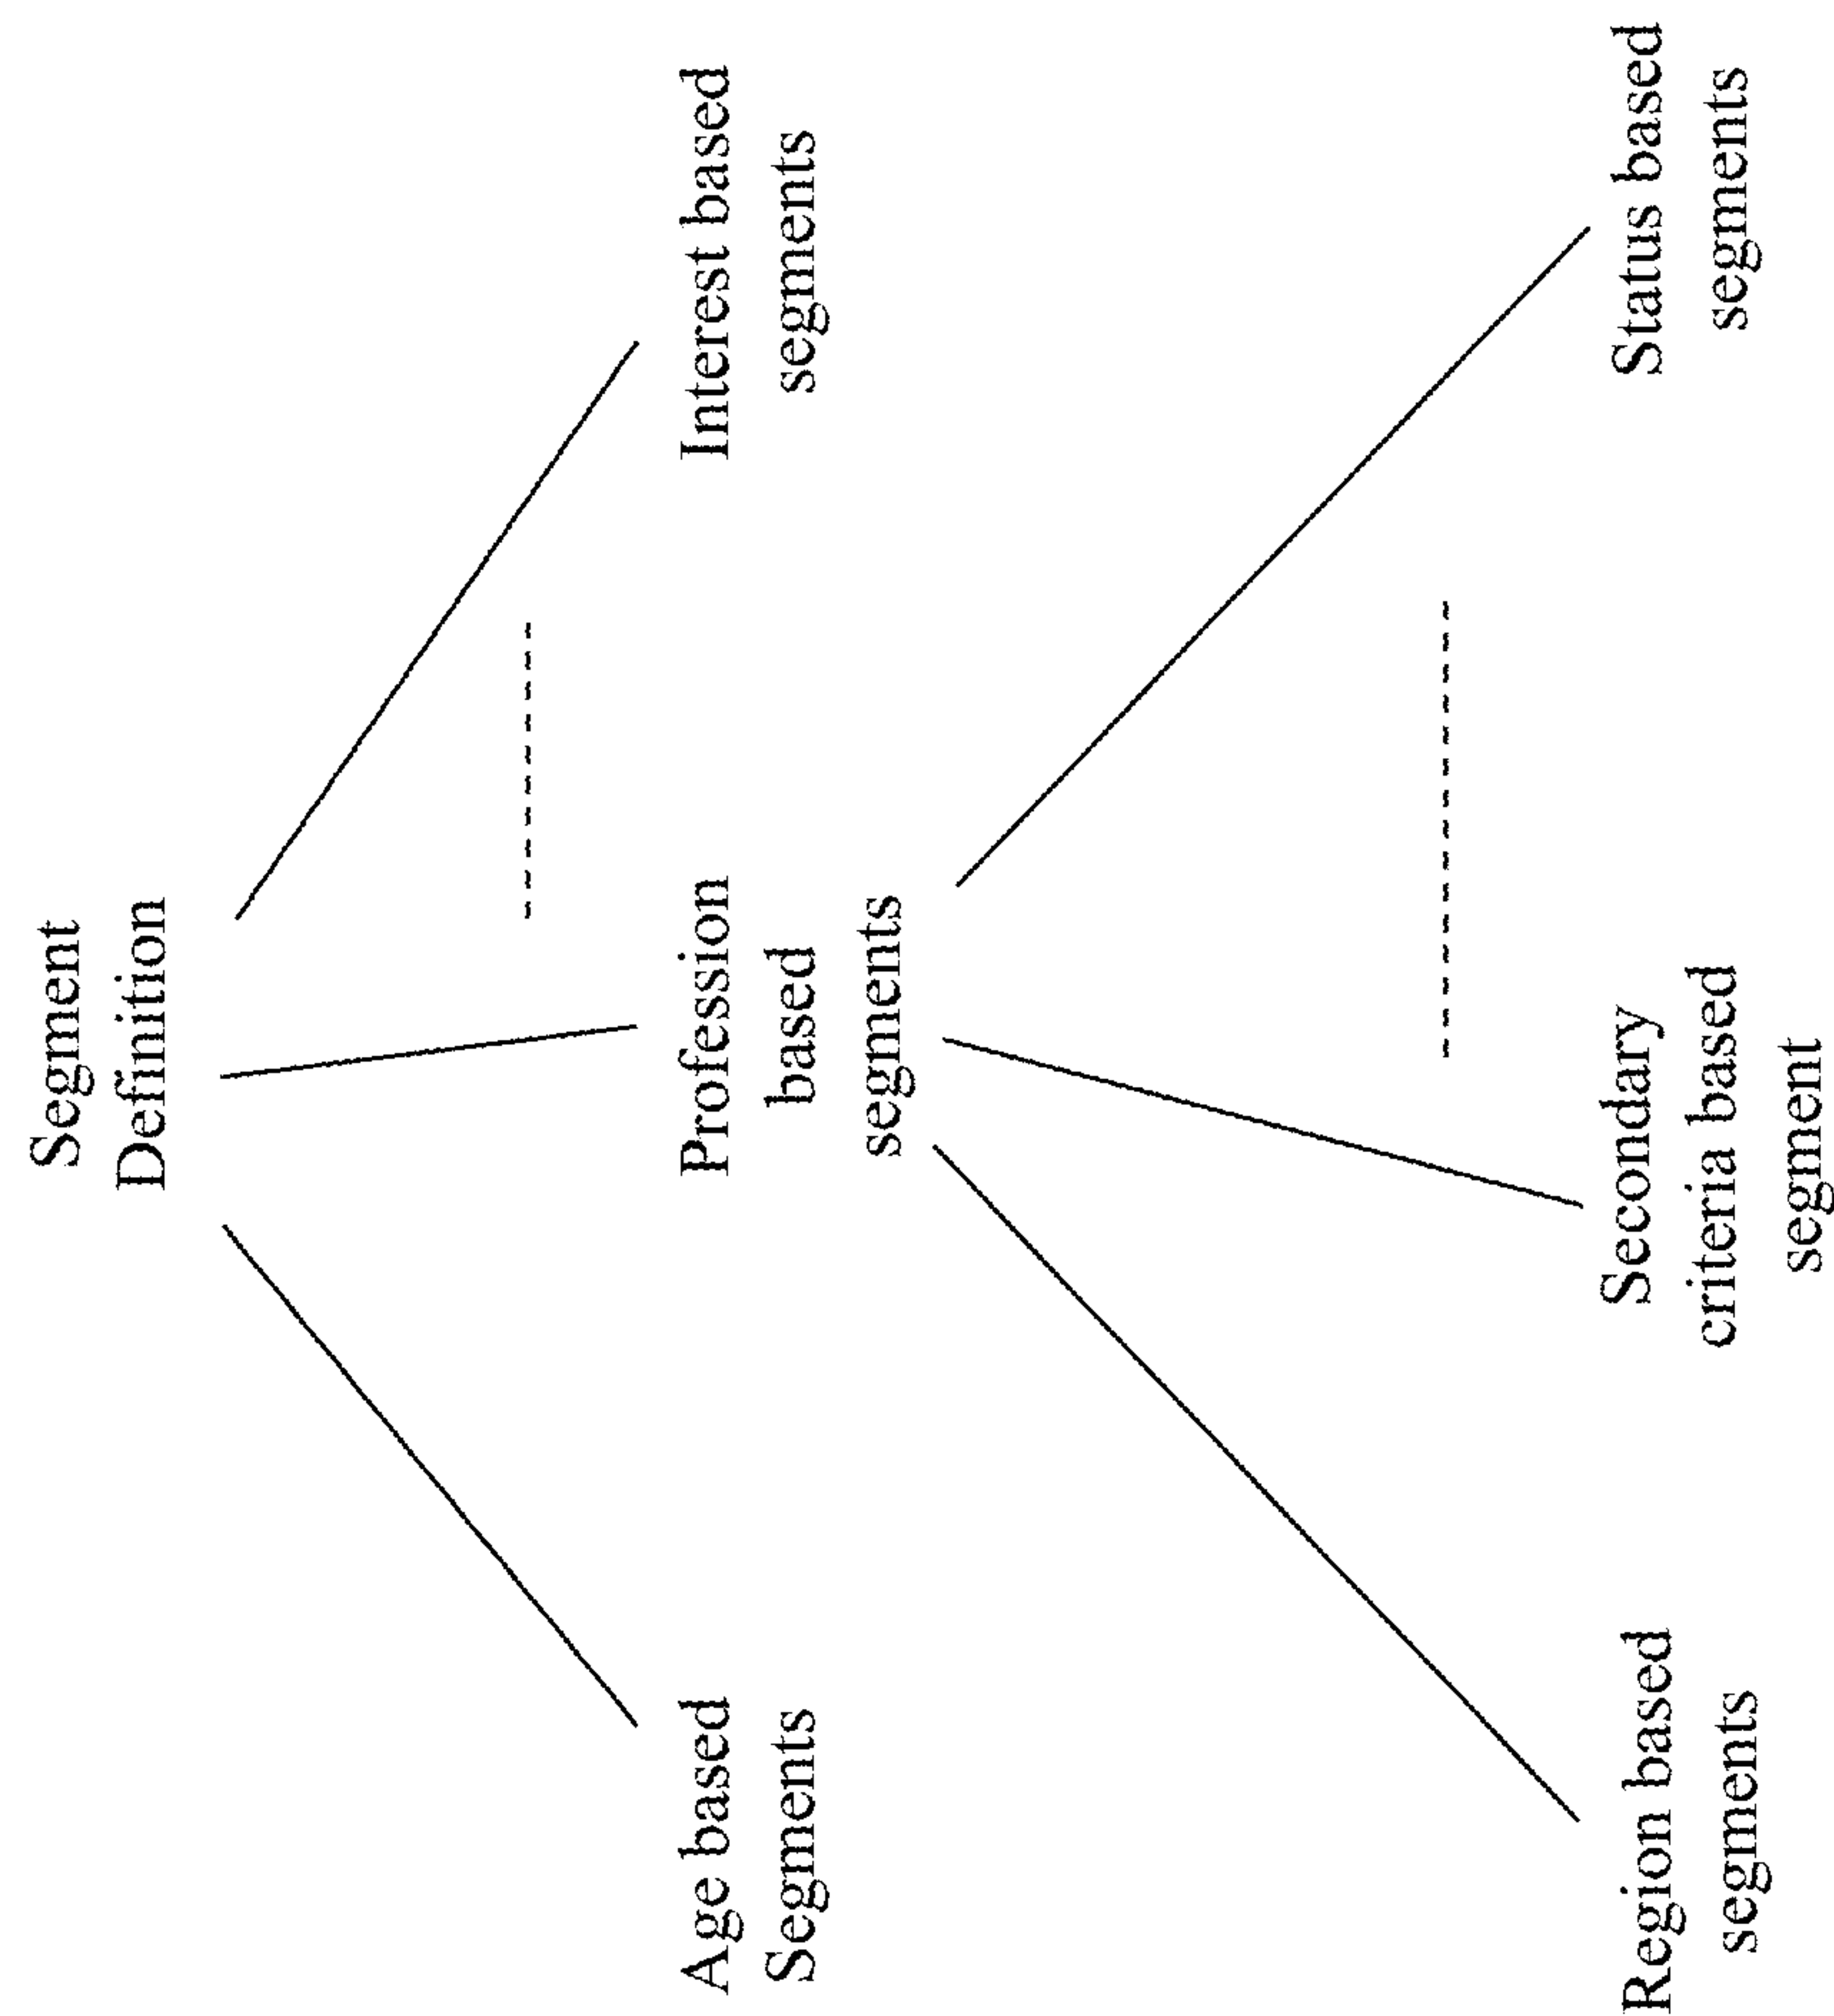 Segment
Definition
Age based
Segments
Profession
based
segments
Interest based
segments
Region based
segments
Secondary
criteria based
segment
Status based
segments